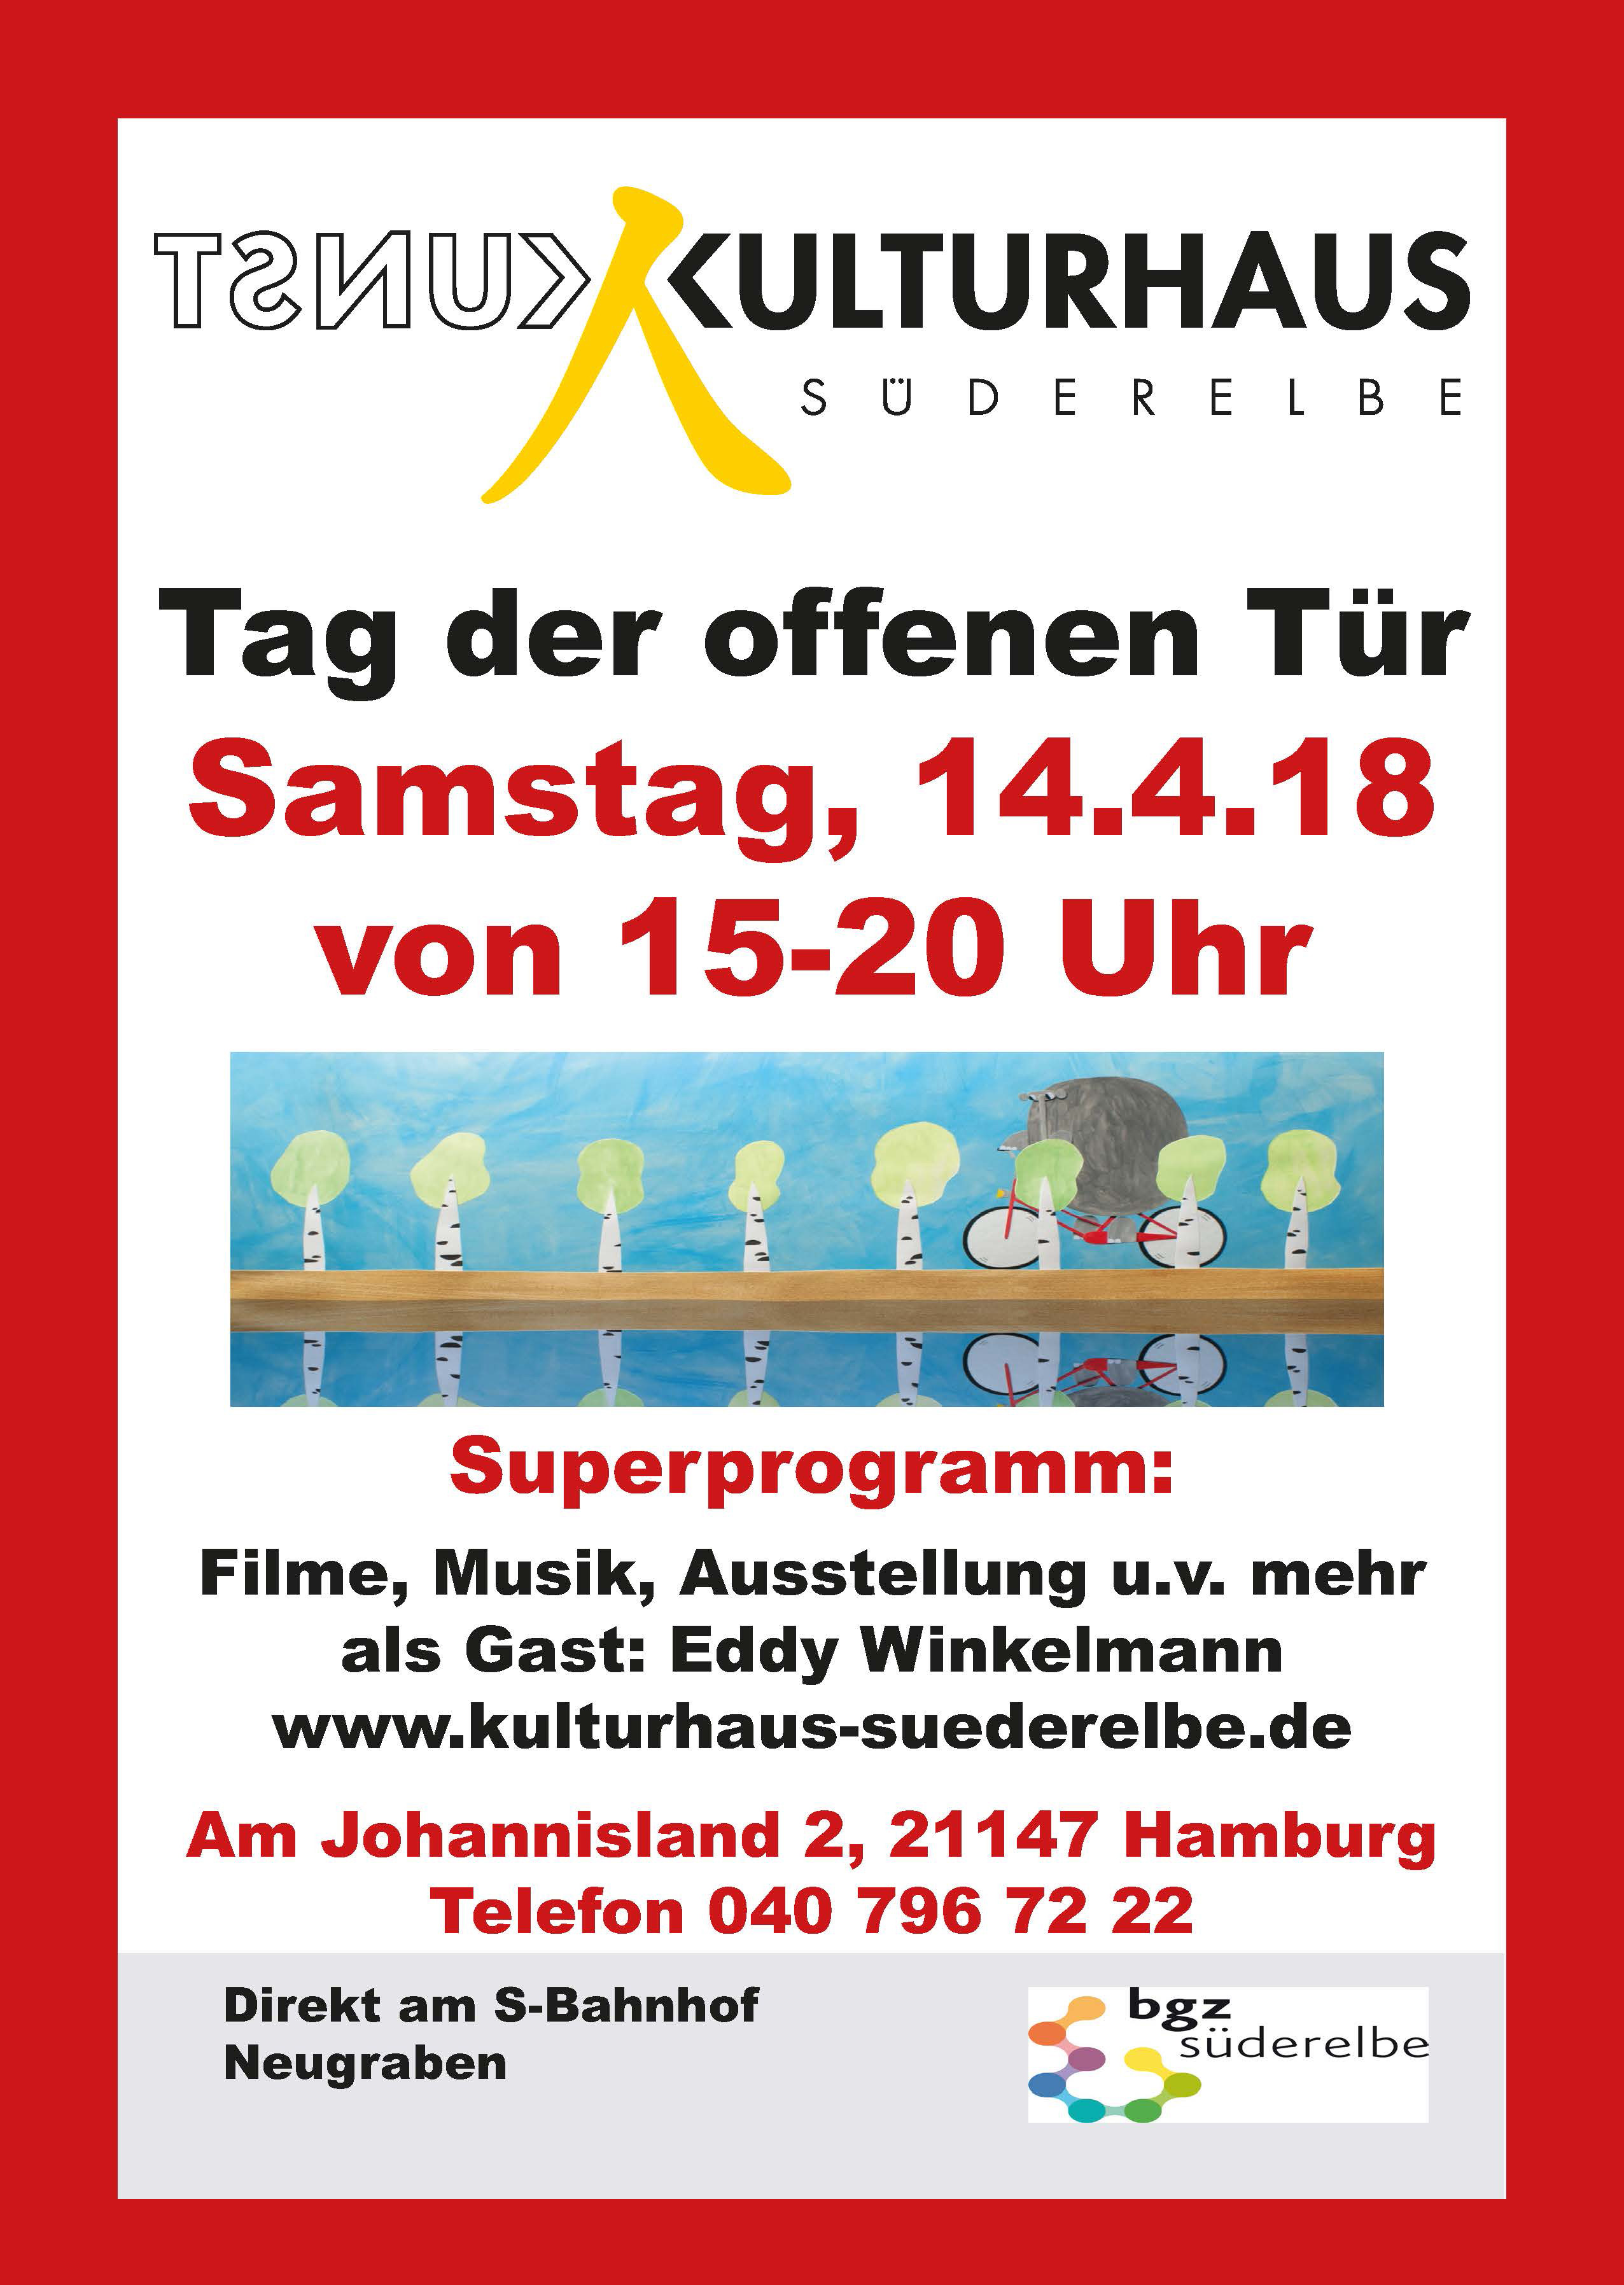 KUNST KULTURHAUS
SÜDERELBE
Tag der offenen Tür
Samstag, 14.4.18
von 15-20 Uhr
Superprogramm:
Filme, Musik, Ausstellung u.v. mehr
als Gast: Eddy Winkelmann
www.kulturhaus-suederelbe.de
Am Johannisland 2, 21147 Hamburg
Telefon 040 796 72 22
Direkt am S-Bahnhof
Neugraben
bgz
süderelbe